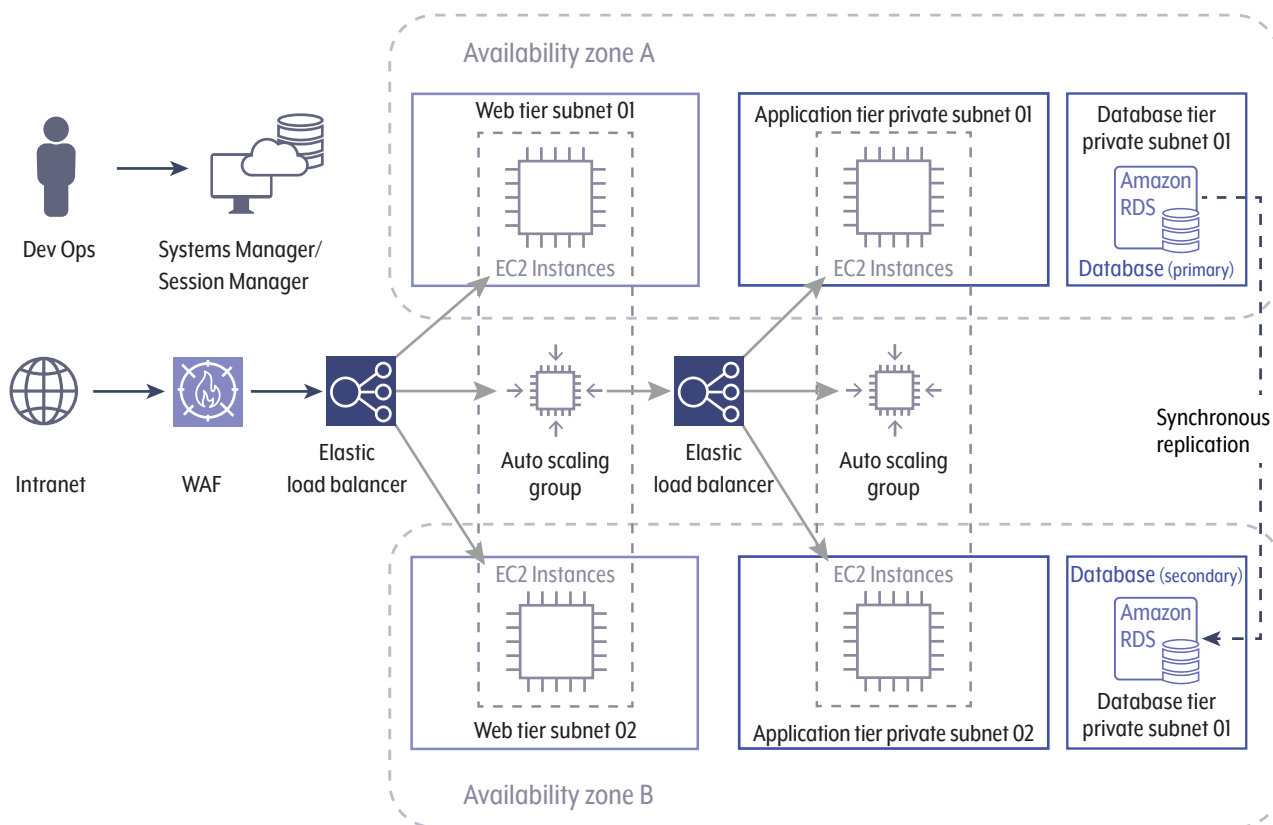 Availability zone A
Web tier subnet 01
EC2 Instances
Application tier private subnet 01
EC2 Instances
Database tier
private subnet 01
Amazon
RDS
Database (primary)
Dev Ops
Systems Manager/
Session Manager
Intranet
WAF
Elastic
load balancer
Auto scaling
group
Elastic
load balancer
Auto scaling
group
Synchronous
replication
EC2 Instances
Web tier subnet 02
EC2 Instances
Application tier private subnet 02
Database (secondary)
Amazon
RDS
Database tier
private subnet 01
Availability zone B